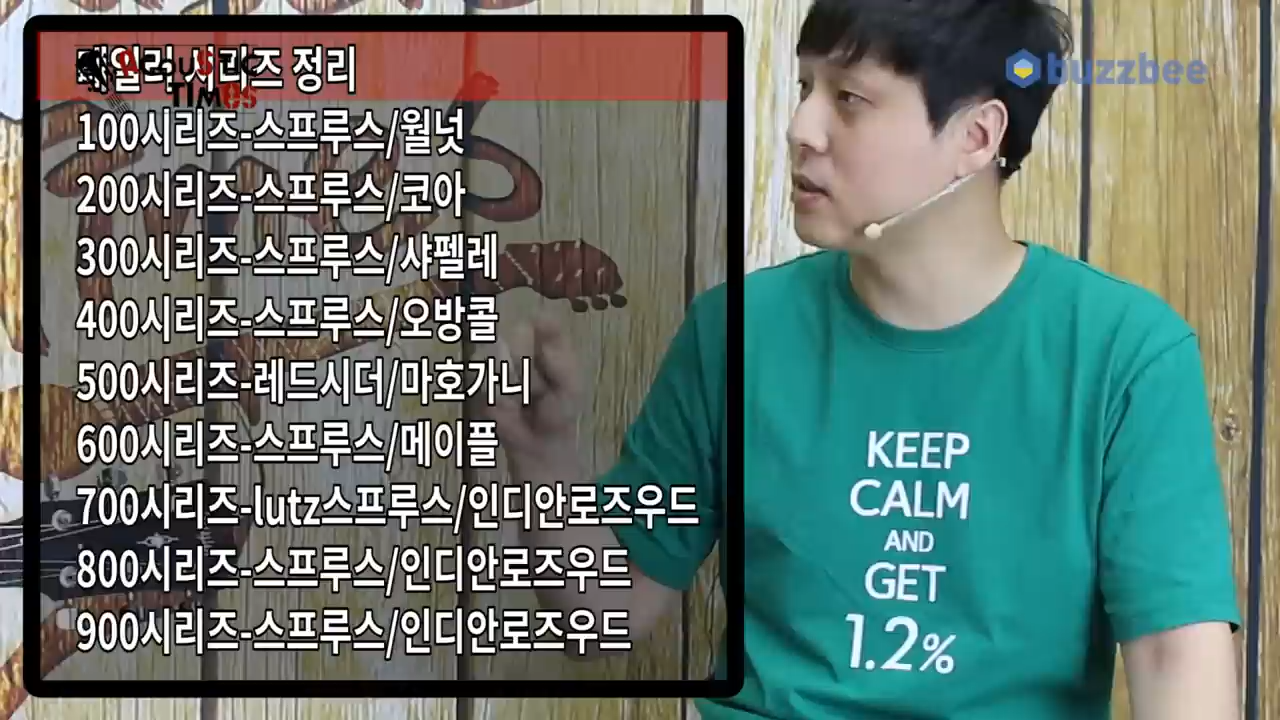 테일러 시리즈 정리
ACOUSTIC
TIMES
100시리즈-스프루스/월넛
200시리즈-스프루스/코아
300시리즈-스프루스/샤펠레
400시리즈-스프루스/오방콜
500시리즈-레드시더/마호가니
600시리즈-스프루스/메이플
700시리즈-lutz스프루스/인디안로즈우드
800시리즈-스프루스/인디안로즈우드
900시리즈-스프루스/인디안로즈우드
buzzbee
KEEP
CALM
AND
GET
1.2%